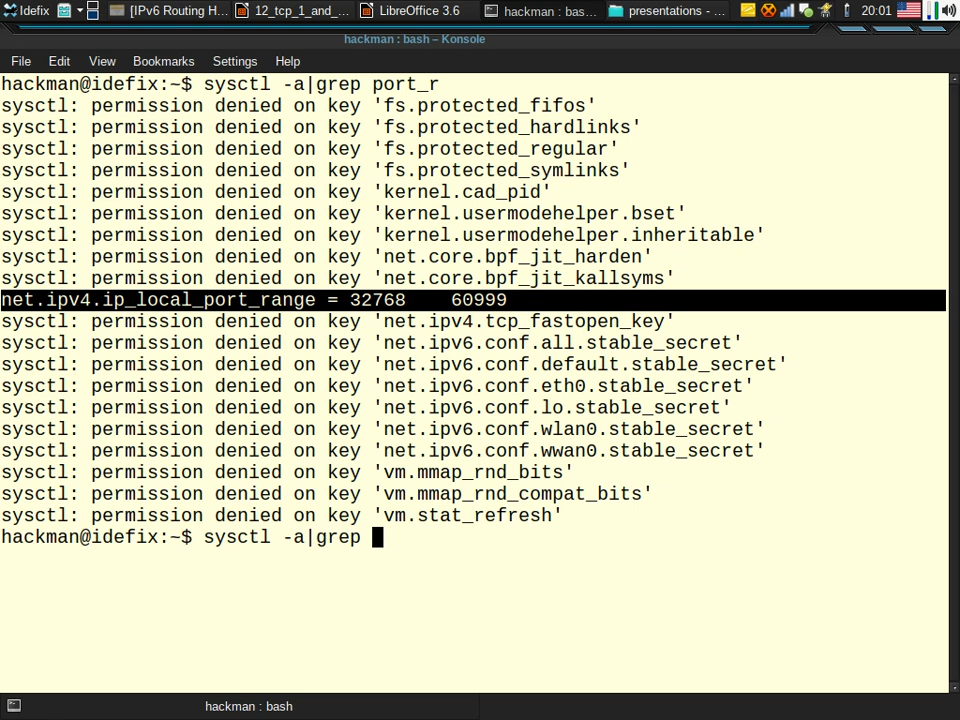 Idefix
[IPv6 Routing H...
12_tcp_1_and_...
LibreOffice 3.6
hackman : bas...
presentations - ...
20:01
hackman : bash – Konsole
File Edit View Bookmarks Settings Help
hackman@idefix:~$ sysctl -a|grep port_r
sysctl: permission denied on key 'fs.protected_fifos'
sysctl: permission denied on key 'fs.protected_hardlinks'
sysctl: permission denied on key 'fs.protected_regular'
sysctl: permission denied on key 'fs.protected_symlinks'
sysctl: permission denied on key 'kernel.cad_pid'
sysctl: permission denied on key 'kernel.usermodehelper.bset'
sysctl: permission denied on key 'kernel.usermodehelper.inheritable'
sysctl: permission denied on key 'net.core.bpf_jit_harden'
sysctl: permission denied on key 'net.core.bpf_jit_kallsyms'
net.ipv4.ip_local_port_range = 32768    60999
sysctl: permission denied on key 'net.ipv4.tcp_fastopen_key'
sysctl: permission denied on key 'net.ipv6.conf.all.stable_secret'
sysctl: permission denied on key 'net.ipv6.conf.default.stable_secret'
sysctl: permission denied on key 'net.ipv6.conf.eth0.stable_secret'
sysctl: permission denied on key 'net.ipv6.conf.lo.stable_secret'
sysctl: permission denied on key 'net.ipv6.conf.wlan0.stable_secret'
sysctl: permission denied on key 'net.ipv6.conf.wwan0.stable_secret'
sysctl: permission denied on key 'vm.mmap_rnd_bits'
sysctl: permission denied on key 'vm.mmap_rnd_compat_bits'
sysctl: permission denied on key 'vm.stat_refresh'
hackman@idefix:~$ sysctl -a|grep
hackman : bash